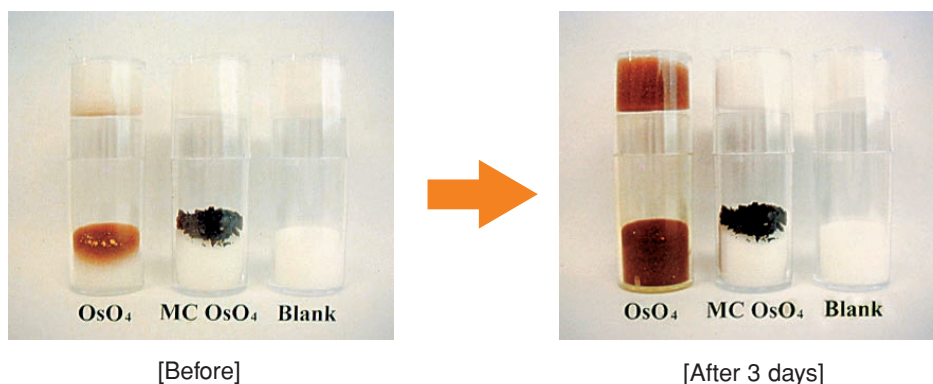 OsO₄ MC OsO₄ Blank
OsO₄ MC OsO₄ Blank
[Before]
[After 3 days]